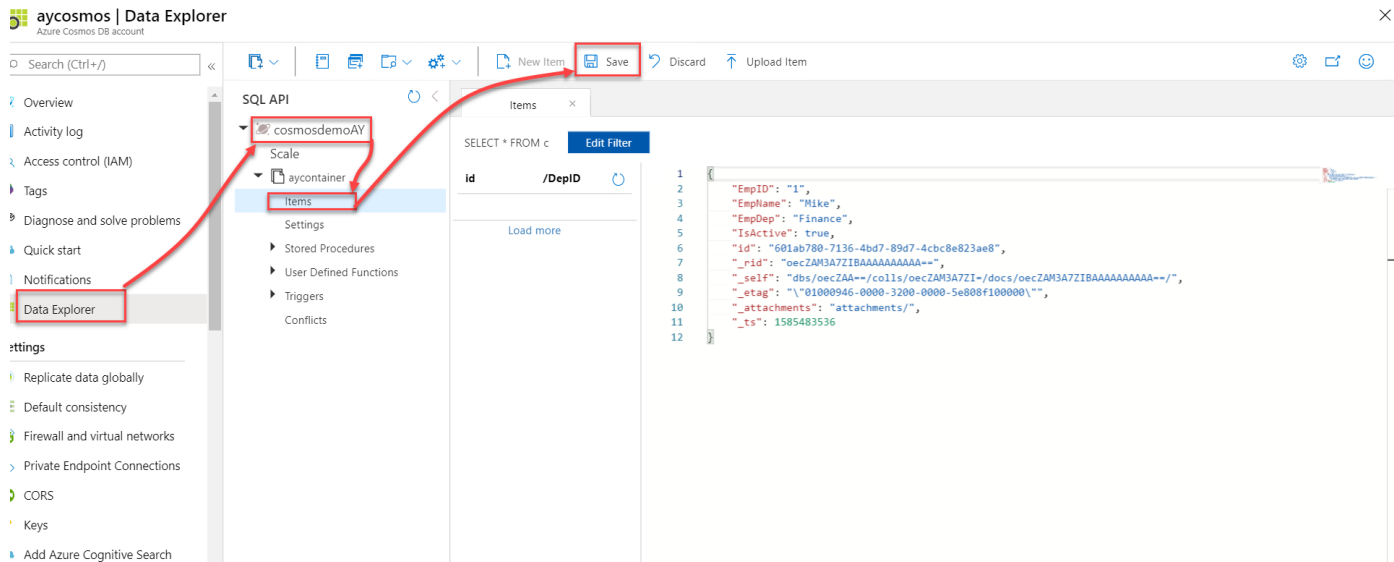 aycosmos | Data Explorer
Azure Cosmos DB account
Search (Ctrl+/)
«
Overview
Activity log
Access control (IAM)
Tags
Diagnose and solve problems
Quick start
Notifications
Data Explorer
ettings
Replicate data globally
Default consistency
Firewall and virtual networks
Private Endpoint Connections
CORS
Keys
Add Azure Cognitive Search
New Item
Save
Discard
Upload Item
SQL API
cosmosdemoAY
Scale
aycontainer
Items
Settings
Stored Procedures
User Defined Functions
Triggers
Conflicts
Items
SELECT * FROM c
Edit Filter
id /DepID
Load more
1 {
2 "EmpID": "1",
3 "EmpName": "Mike",
4 "EmpDep": "Finance",
5 "IsActive": true,
6 "id": "601ab780-7136-4bd7-89d7-4cbc8e823ae8",
7 "_rid": "oecZAM3A7ZIBAAAAAAAAAA==",
8 "_self": "dbs/oecZAA==/colls/oecZAM3A7ZI=/docs/oecZAM3A7ZIBAAAAAAAAAA==/",
9 "_etag": "\"01000946-0000-3200-0000-5e808f100000\"",
10 "_attachments": "attachments/",
11 "_ts": 1585483536
12 }